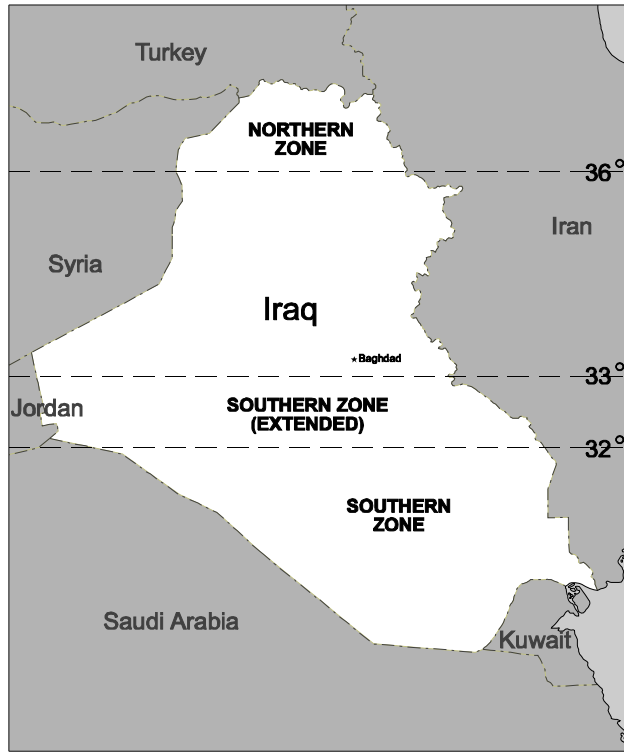 Turkey
NORTHERN
ZONE
36°
Iran
Syria
Iraq
★Baghdad
33°
Jordan
SOUTHERN ZONE
(EXTENDED)
32°
SOUTHERN
ZONE
Saudi Arabia
Kuwait